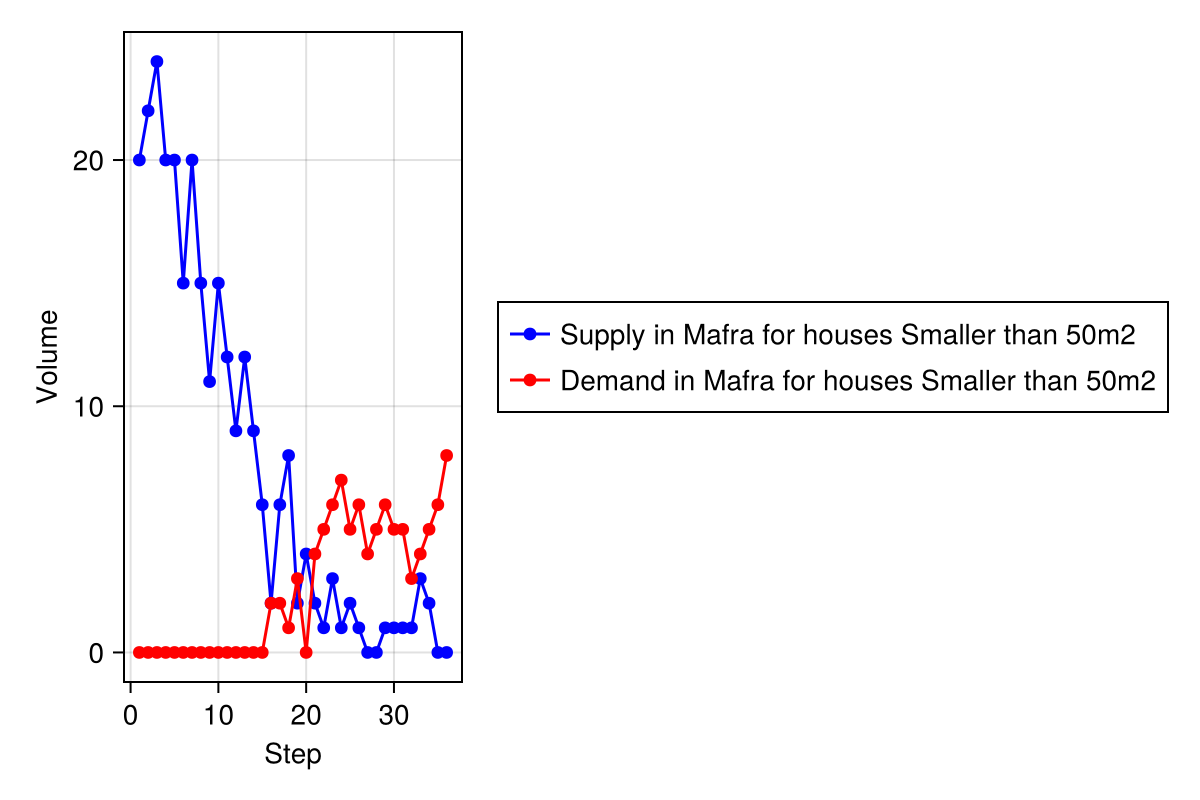 20
10
0
Volume
0 10 20 30
Step
Supply in Mafra for houses Smaller than 50m2
Demand in Mafra for houses Smaller than 50m2